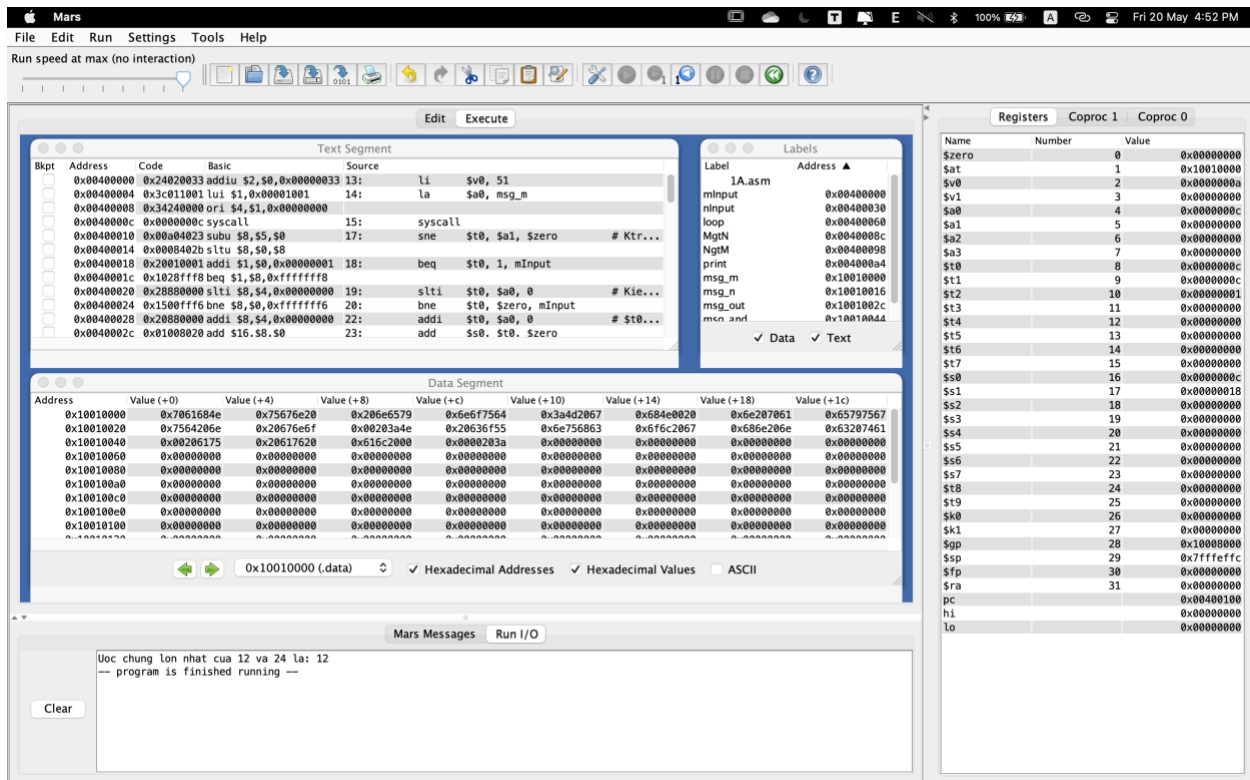 Mars
T E 100% A Fri 20 May 4:52 PM
File Edit Run Settings Tools Help
Run speed at max (no interaction)
Edit Execute
Text Segment
Bkpt Address Code Basic Source
0x00400000 0x24020033 addiu $2,$0,0x00000033 13: li $v0, 51
0x00400004 0x3c011001 lui $1,0x00001001 14: la $a0, msg_m
0x00400008 0x34240000 ori $4,$1,0x00000000
0x0040000c 0x0000000c syscall 15: syscall
0x00400010 0x00a04023 subu $8,$5,$0 17: sne $t0, $a1, $zero # Ktr...
0x00400014 0x0008402b sltu $8,$0,$8
0x00400018 0x20010001 addi $1,$0,0x00000001 18: beq $t0, 1, mInput
0x0040001c 0x1028fff8 beq $1,$8,0xfffffff8
0x00400020 0x28880000 slti $8,$4,0x00000000 19: slti $t0, $a0, 0 # Kie...
0x00400024 0x1500fff6 bne $8,$0,0xfffffff6 20: bne $t0, $zero, mInput
0x00400028 0x20880000 addi $8,$4,0x00000000 22: addi $t0, $a0, 0 # $t0...
0x0040002c 0x01008020 add $16,$8,$0 23: add $s0, $t0, $zero
Labels
Label Address ▲
1A.asm
mInput 0x00400000
nInput 0x00400030
loop 0x00400060
MgtN 0x0040008c
NgtM 0x00400098
print 0x004000a4
msg_m 0x10010000
msg_n 0x10010016
msg_out 0x1001002c
msg_and 0x10010044
Data Text
Data Segment
Address Value (+0) Value (+4) Value (+8) Value (+c) Value (+10) Value (+14) Value (+18) Value (+1c)
0x10010000 0x7061684e 0x75676e20 0x206e6579 0x6e6f7564 0x3a4d2067 0x684e0020 0x6e207061 0x65797567
0x10010020 0x7564206e 0x20676e6f 0x00203a4e 0x20636f55 0x6e756863 0x6f6c2067 0x686e206e 0x63207461
0x10010040 0x00206175 0x20617620 0x616c2000 0x0000203a 0x00000000 0x00000000 0x00000000 0x00000000
0x10010060 0x00000000 0x00000000 0x00000000 0x00000000 0x00000000 0x00000000 0x00000000 0x00000000
0x10010080 0x00000000 0x00000000 0x00000000 0x00000000 0x00000000 0x00000000 0x00000000 0x00000000
0x100100a0 0x00000000 0x00000000 0x00000000 0x00000000 0x00000000 0x00000000 0x00000000 0x00000000
0x100100c0 0x00000000 0x00000000 0x00000000 0x00000000 0x00000000 0x00000000 0x00000000 0x00000000
0x100100e0 0x00000000 0x00000000 0x00000000 0x00000000 0x00000000 0x00000000 0x00000000 0x00000000
0x10010100 0x00000000 0x00000000 0x00000000 0x00000000 0x00000000 0x00000000 0x00000000 0x00000000
0x10010000 (.data) Hexadecimal Addresses Hexadecimal Values ASCII
Mars Messages Run I/O
Uoc chung lon nhat cua 12 va 24 la: 12
-- program is finished running --
Clear
Registers Coproc 1 Coproc 0
Name Number Value
$zero 0 0x00000000
$at 1 0x10010000
$v0 2 0x0000000a
$v1 3 0x00000000
$a0 4 0x0000000c
$a1 5 0x00000000
$a2 6 0x00000000
$a3 7 0x00000000
$t0 8 0x0000000c
$t1 9 0x0000000c
$t2 10 0x00000001
$t3 11 0x00000000
$t4 12 0x00000000
$t5 13 0x00000000
$t6 14 0x00000000
$t7 15 0x00000000
$s0 16 0x0000000c
$s1 17 0x00000018
$s2 18 0x00000000
$s3 19 0x00000000
$s4 20 0x00000000
$s5 21 0x00000000
$s6 22 0x00000000
$s7 23 0x00000000
$t8 24 0x00000000
$t9 25 0x00000000
$k0 26 0x00000000
$k1 27 0x00000000
$gp 28 0x10008000
$sp 29 0x7fffeffc
$fp 30 0x00000000
$ra 31 0x00000000
pc 0x00400100
hi 0x00000000
lo 0x00000000